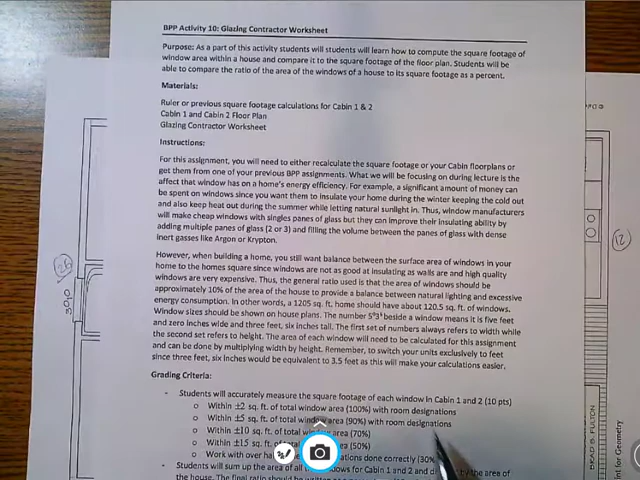 BPP Activity 10: Glazing Contractor Worksheet
Purpose: As a part of this activity students will students will learn how to compute the square footage of
window area within a house and compare it to the square footage of the floor plan. Students will be
able to compare the ratio of the area of the windows of a house to its square footage as a percent.
Materials:
Ruler or previous square footage calculations for Cabin 1 & 2
Cabin 1 and Cabin 2 Floor Plan
Glazing Contractor Worksheet
Instructions:
For this assignment, you will need to either recalculate the square footage or your Cabin floorplans or
get them from one of your previous BPP assignments. What we will be focusing on during lecture is the
affect that window has on a home's energy efficiency. For example, a significant amount of money can
be spent on windows since you want them to insulate your home during the winter keeping the cold out
and also keep heat out during the summer while letting natural sunlight in. Thus, window manufacturers
will make cheap windows with singles panes of glass but they can improve their insulating ability by
adding multiple panes of glass (2 or 3) and filling the volume between the panes of glass with dense
inert gasses like Argon or Krypton.
However, when building a home, you still want balance between the surface area of windows in your
home to the homes square since windows are not as good at insulating as walls are and high quality
windows are very expensive. Thus, the general ratio used is that the area of windows should be
approximately 10% of the area of the house to provide a balance between natural lighting and excessive
energy consumption. In other words, a 1205 sq. ft. home should have about 120.5 sq. ft. of windows.
Window sizes should be shown on house plans. The number beside a window means it is five feet
and zero inches wide and three feet, six inches tall. The first set of numbers always refers to width while
the second set refers to height. The area of each window will need to be calculated for this assignment
and can be done by multiplying width by height. Remember, to switch your units exclusively to feet
since three feet, six inches would be equivalent to 3.5 feet as this will make your calculations easier.
Grading Criteria:
- Students will accurately measure the square footage of each window in Cabin 1 and 2 (10 pts)
o Within ±2 sq. ft. of total window area (100%) with room designations
o Within ±5 sq. ft. of total window area (90%) with room designations
o Within ±10 sq. ft. of total window area (70%)
o Within ±15 sq. ft. of total (50%)
o Work with over done correctly (30%
- Students will sum up the area of all for Cabin 1 and 2 and by the area of
the house. The final ratio should be
26
3090
12
BRAD B. FULTON
int for Geometry